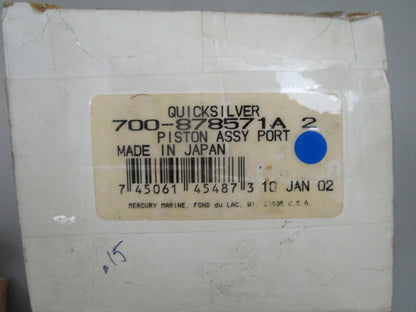 QUICKSILVER
700-878571A 2
PISTON ASSY PORT
MADE IN JAPAN
7 45061 45487 3 10 JAN 02
MERCURY MARINE, FOND du LAC, WI. 54935 U.S.A.
.15